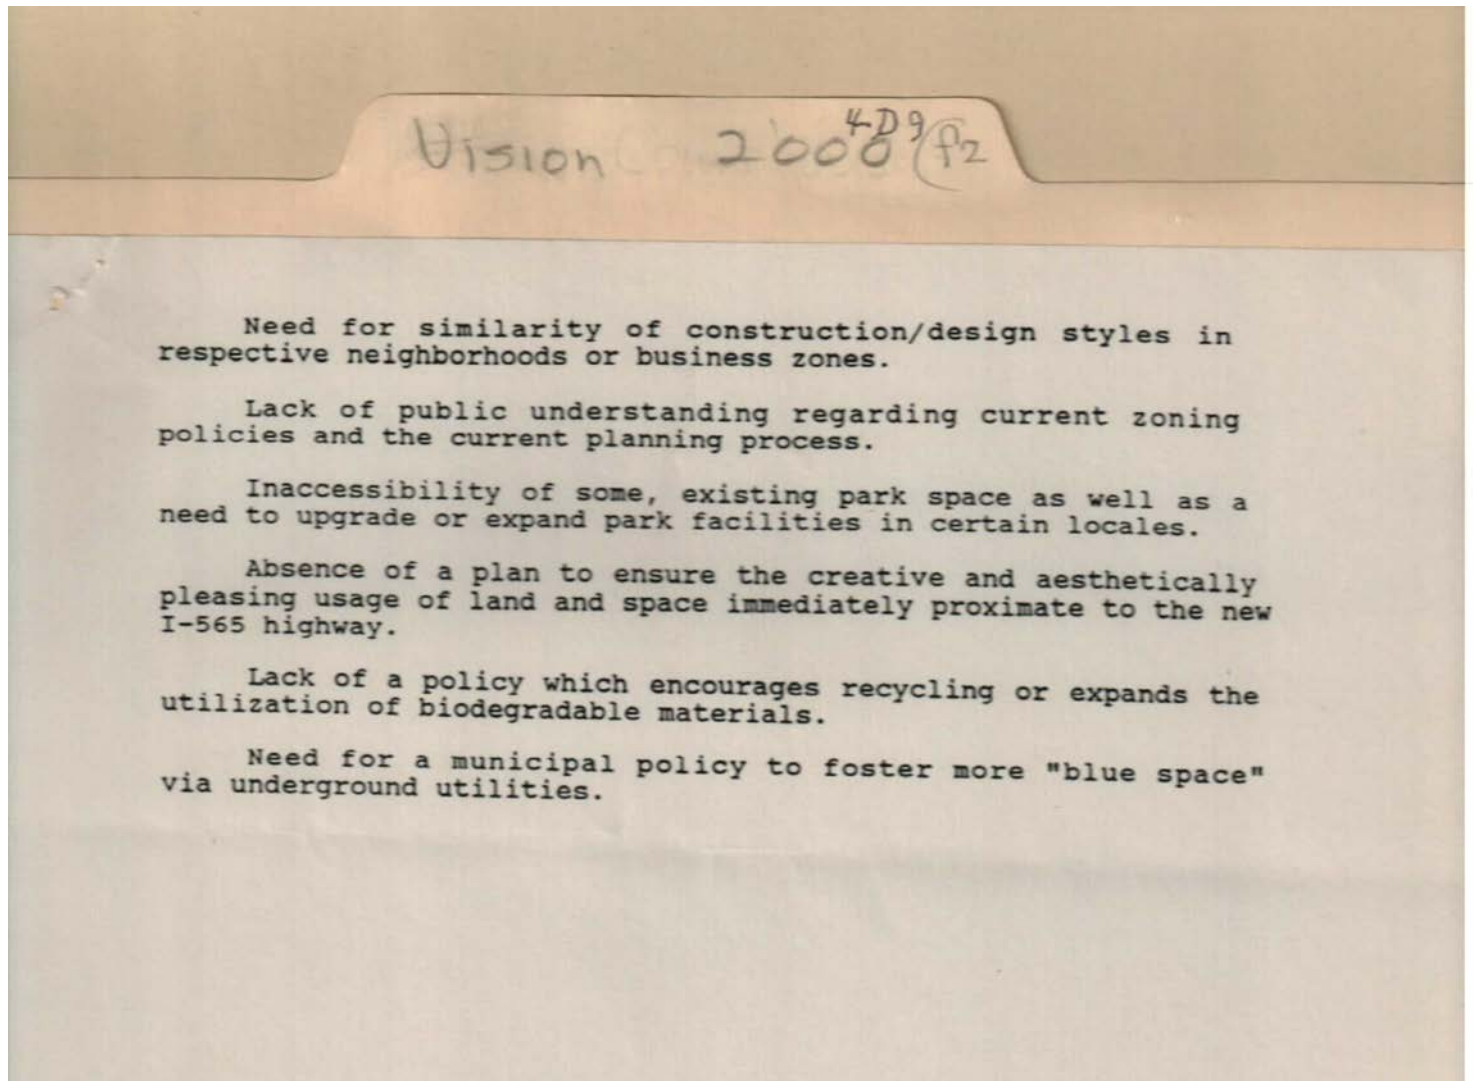 Vision 2000 4D9 (f2
Need for similarity of construction/design styles in
respective neighborhoods or business zones.
Lack of public understanding regarding current zoning
policies and the current planning process.
Inaccessibility of some, existing park space as well as a
need to upgrade or expand park facilities in certain locales.
Absence of a plan to ensure the creative and aesthetically
pleasing usage of land and space immediately proximate to the new
I-565 highway.
Lack of a policy which encourages recycling or expands the
utilization of biodegradable materials.
Need for a municipal policy to foster more "blue space"
via underground utilities.